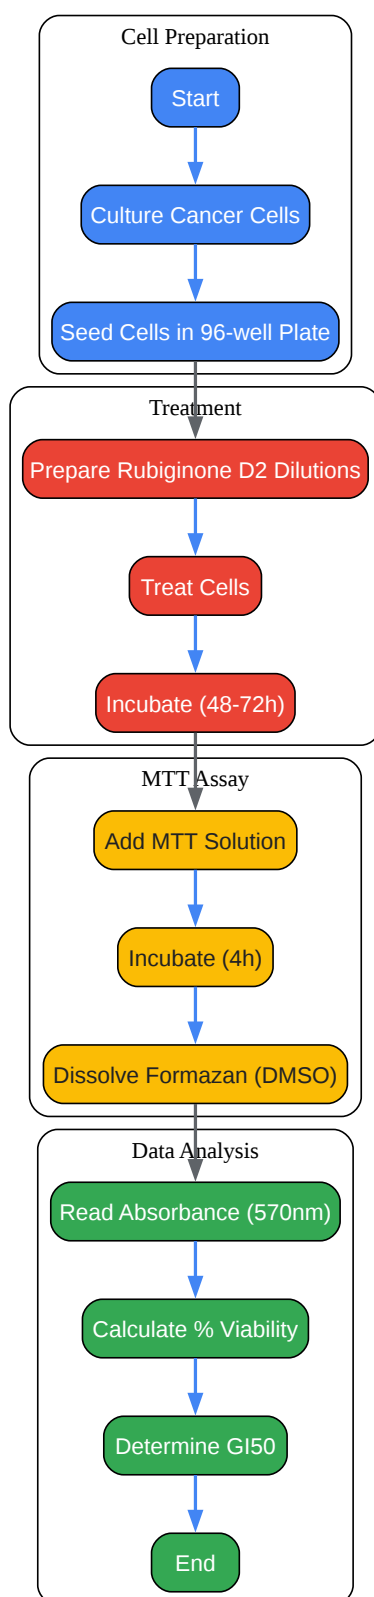 Cell Preparation
Start
Culture Cancer Cells
Seed Cells in 96-well Plate
Treatment
Prepare Rubiginone D2 Dilutions
Treat Cells
Incubate (48-72h)
MTT Assay
Add MTT Solution
Incubate (4h)
Dissolve Formazan (DMSO)
Data Analysis
Read Absorbance (570nm)
Calculate % Viability
Determine GI50
End